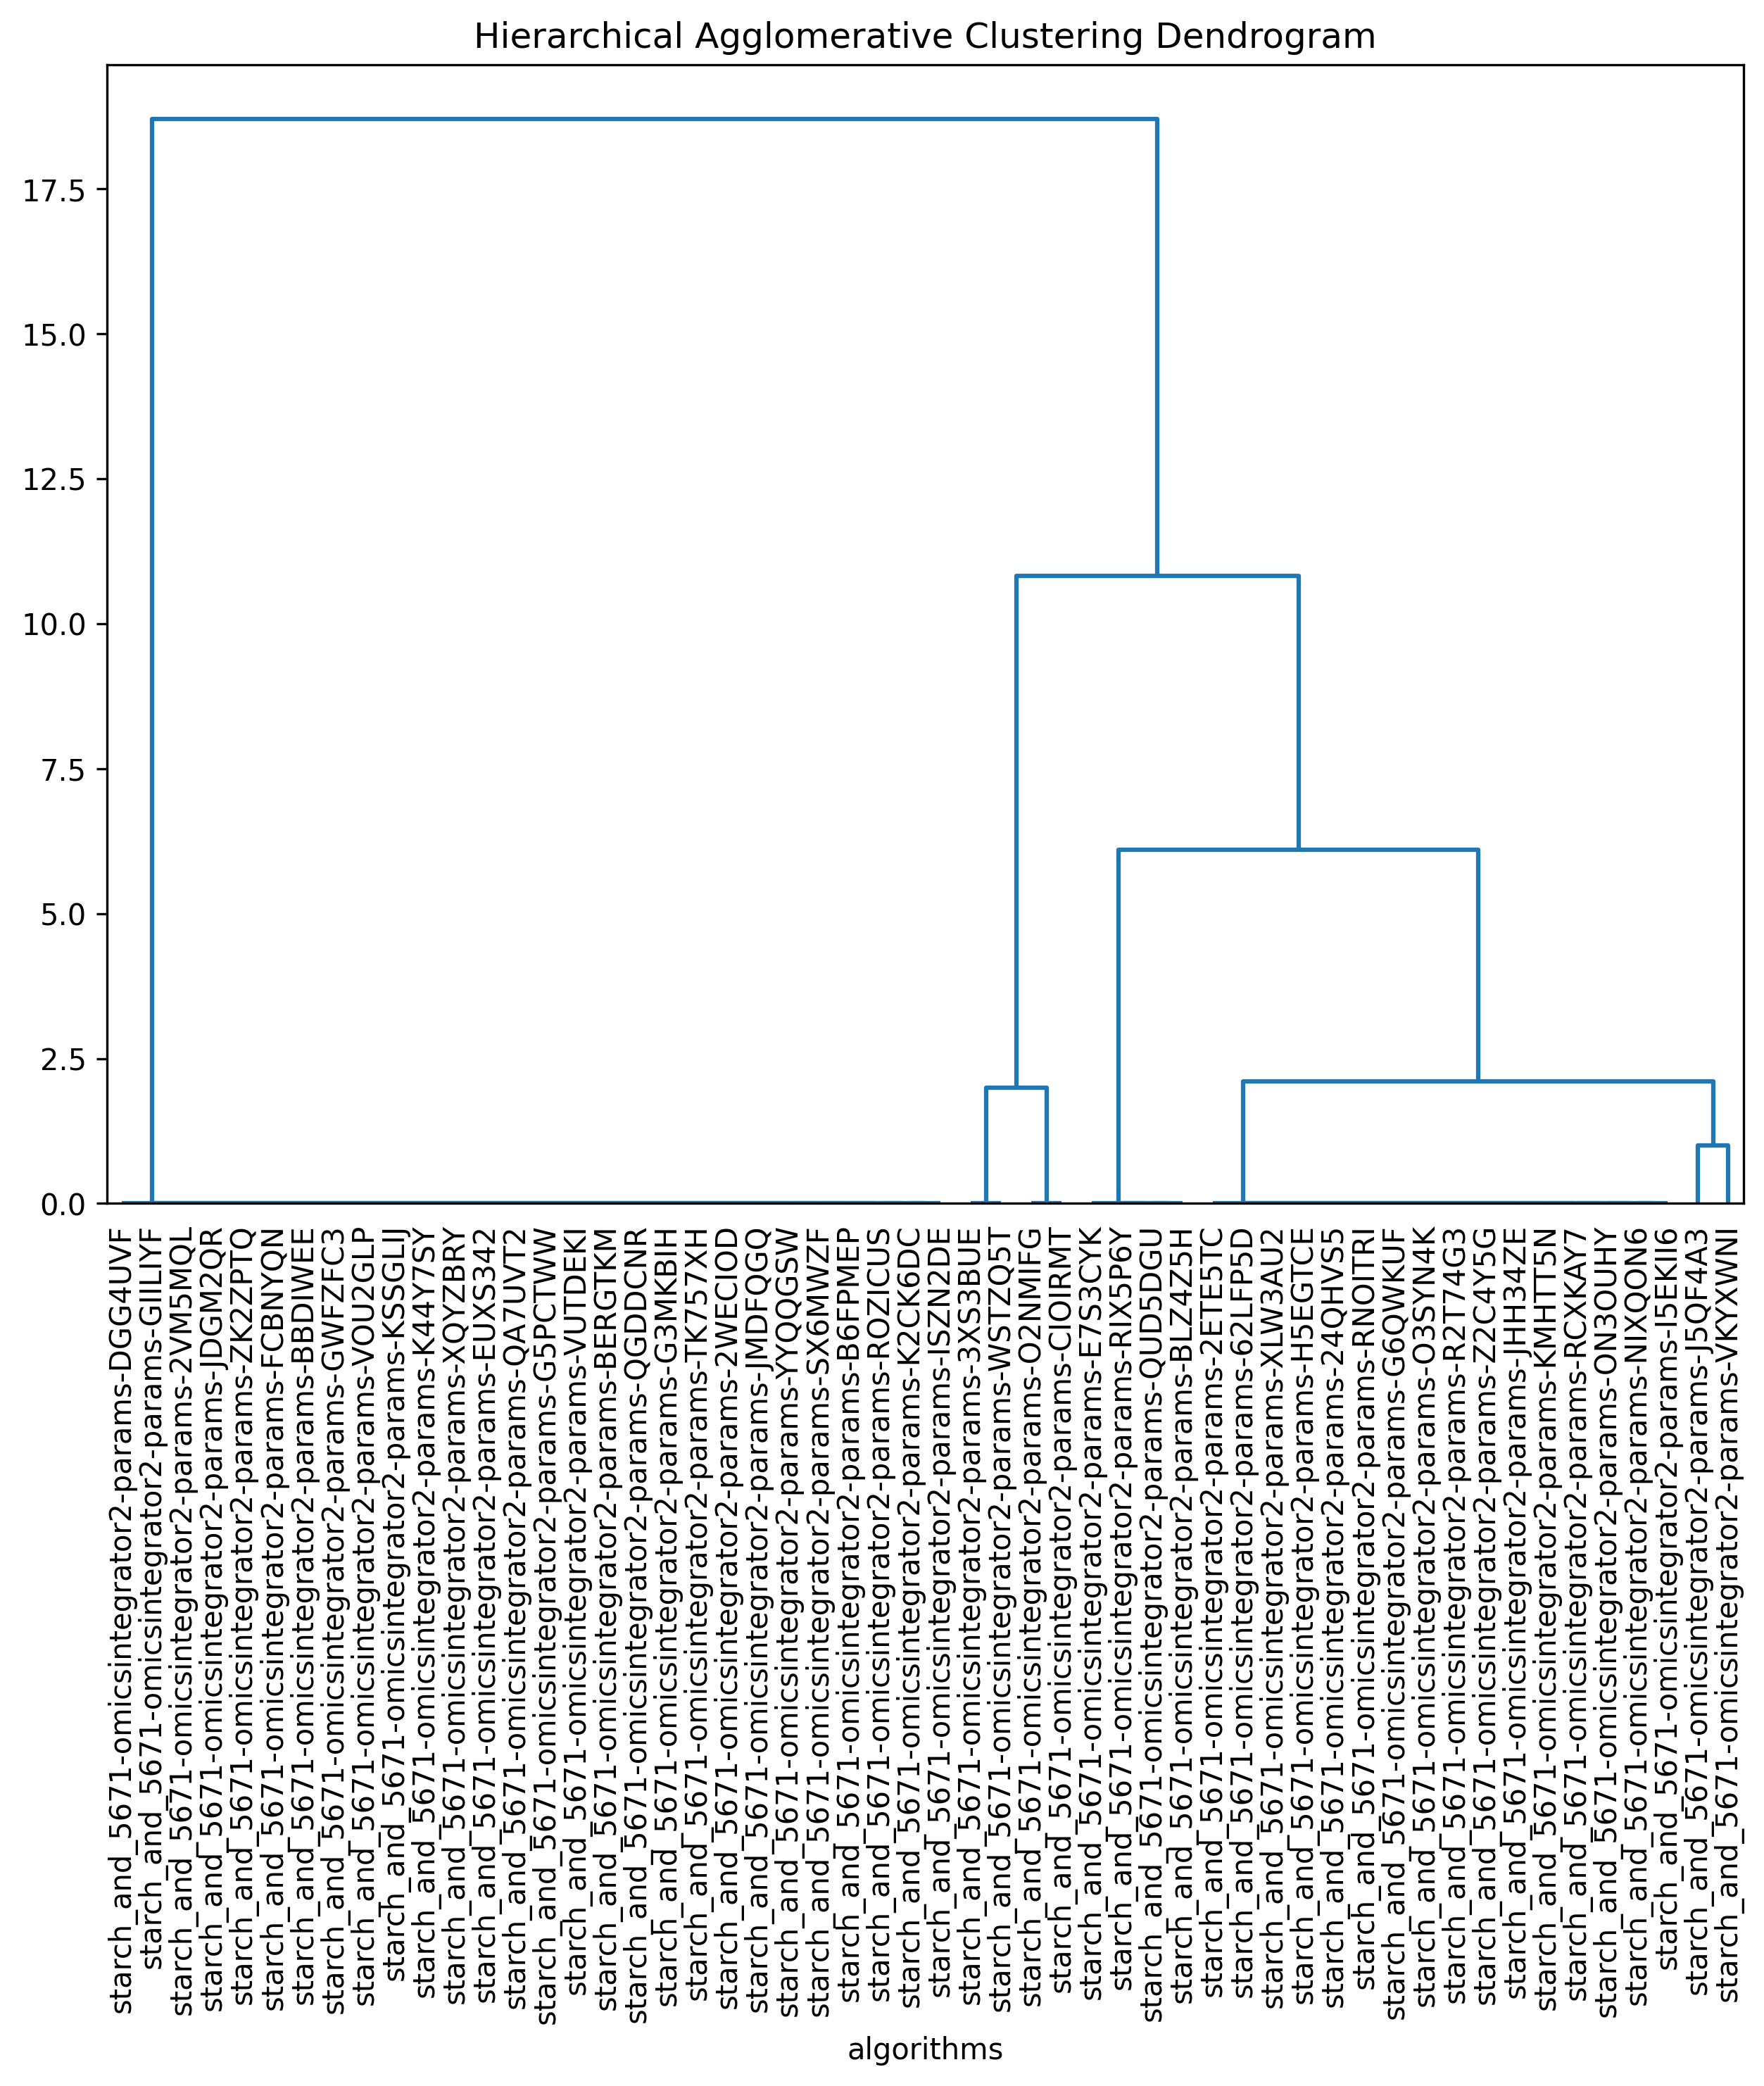 Hierarchical Agglomerative Clustering Dendrogram
17.5
15.0
12.5
10.0
7.5
5.0
2.5
0.0
starch_and_5671-omicsintegrator2-params-DGG4UVF
starch_and_5671-omicsintegrator2-params-GIILIYF
starch_and_5671-omicsintegrator2-params-2VM5MQL
starch_and_5671-omicsintegrator2-params-JDGM2QR
starch_and_5671-omicsintegrator2-params-ZK2ZPTQ
starch_and_5671-omicsintegrator2-params-FCBNYQN
starch_and_5671-omicsintegrator2-params-BBDIWEE
starch_and_5671-omicsintegrator2-params-GWFZFC3
starch_and_5671-omicsintegrator2-params-VOU2GLP
starch_and_5671-omicsintegrator2-params-KSSGLIJ
starch_and_5671-omicsintegrator2-params-K44Y7SY
starch_and_5671-omicsintegrator2-params-XQYZBRY
starch_and_5671-omicsintegrator2-params-EUXS342
starch_and_5671-omicsintegrator2-params-QA7UVT2
starch_and_5671-omicsintegrator2-params-G5PCTWW
starch_and_5671-omicsintegrator2-params-VUTDEKI
starch_and_5671-omicsintegrator2-params-BERGTKM
starch_and_5671-omicsintegrator2-params-QGDDCNR
starch_and_5671-omicsintegrator2-params-G3MKBIH
starch_and_5671-omicsintegrator2-params-TK757XH
starch_and_5671-omicsintegrator2-params-2WECIOD
starch_and_5671-omicsintegrator2-params-JMDFQGQ
starch_and_5671-omicsintegrator2-params-YYQQGSW
starch_and_5671-omicsintegrator2-params-SX6MWZF
starch_and_5671-omicsintegrator2-params-B6FPMEP
starch_and_5671-omicsintegrator2-params-ROZICUS
starch_and_5671-omicsintegrator2-params-K2CK6DC
starch_and_5671-omicsintegrator2-params-ISZN2DE
starch_and_5671-omicsintegrator2-params-3XS3BUE
starch_and_5671-omicsintegrator2-params-WSTZQ5T
starch_and_5671-omicsintegrator2-params-O2NMIFG
starch_and_5671-omicsintegrator2-params-CIOIRMT
starch_and_5671-omicsintegrator2-params-E7S3CYK
starch_and_5671-omicsintegrator2-params-RIX5P6Y
starch_and_5671-omicsintegrator2-params-QUD5DGU
starch_and_5671-omicsintegrator2-params-BLZ4Z5H
starch_and_5671-omicsintegrator2-params-2ETE5TC
starch_and_5671-omicsintegrator2-params-62LFP5D
starch_and_5671-omicsintegrator2-params-XLW3AU2
starch_and_5671-omicsintegrator2-params-H5EGTCE
starch_and_5671-omicsintegrator2-params-24QHVS5
starch_and_5671-omicsintegrator2-params-RNOITRI
starch_and_5671-omicsintegrator2-params-G6QWKUF
starch_and_5671-omicsintegrator2-params-O3SYN4K
starch_and_5671-omicsintegrator2-params-R2T74G3
starch_and_5671-omicsintegrator2-params-Z2C4Y5G
starch_and_5671-omicsintegrator2-params-JHH34ZE
starch_and_5671-omicsintegrator2-params-KMHTT5N
starch_and_5671-omicsintegrator2-params-RCXKAY7
starch_and_5671-omicsintegrator2-params-ON3OUHY
starch_and_5671-omicsintegrator2-params-NIXQON6
starch_and_5671-omicsintegrator2-params-I5EKII6
starch_and_5671-omicsintegrator2-params-J5QF4A3
starch_and_5671-omicsintegrator2-params-VKYXWNI
algorithms